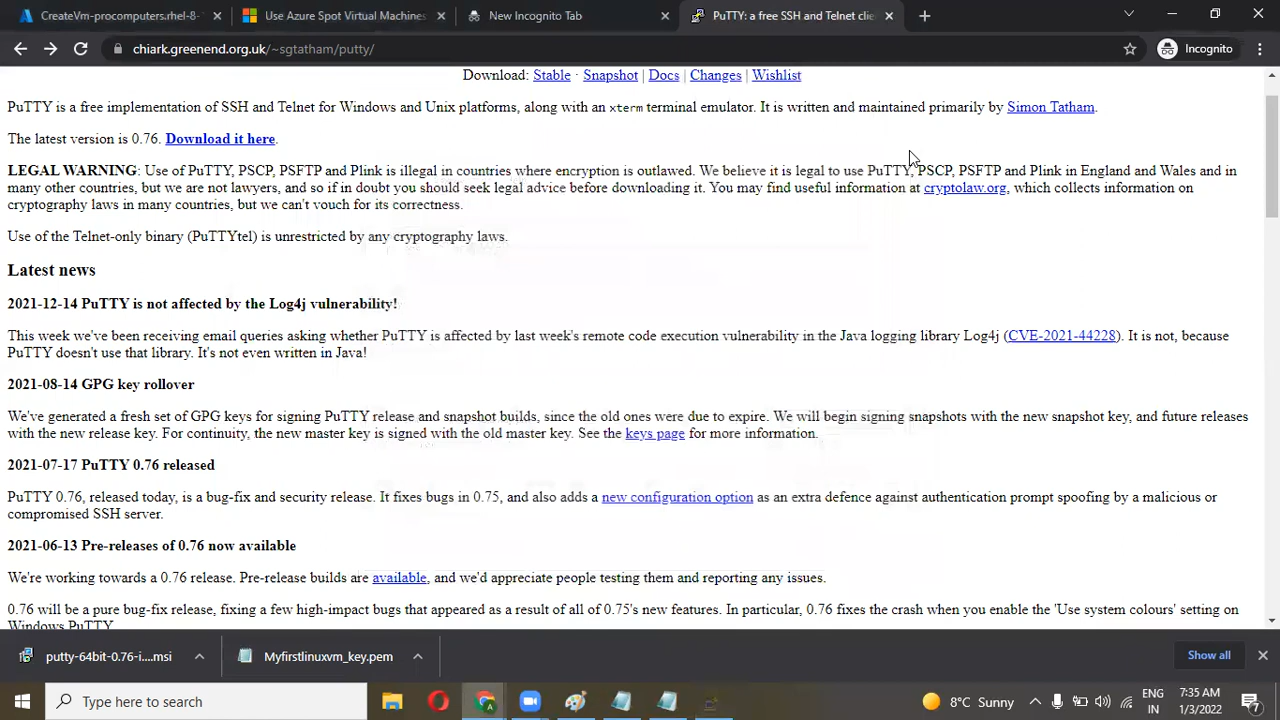 CreateVm-procomputers.rhel-8-
Use Azure Spot Virtual Machines
New Incognito Tab
PuTTY: a free SSH and Telnet clie
chiark.greenend.org.uk/~sgtatham/putty/
Incognito
Download: Stable · Snapshot | Docs | Changes | Wishlist
PuTTY is a free implementation of SSH and Telnet for Windows and Unix platforms, along with an xterm terminal emulator. It is written and maintained primarily by Simon Tatham.
The latest version is 0.76. Download it here.
LEGAL WARNING: Use of PuTTY, PSCP, PSFTP and Plink is illegal in countries where encryption is outlawed. We believe it is legal to use PuTTY, PSCP, PSFTP and Plink in England and Wales and in
many other countries, but we are not lawyers, and so if in doubt you should seek legal advice before downloading it. You may find useful information at cryptolaw.org, which collects information on
cryptography laws in many countries, but we can't vouch for its correctness.
Use of the Telnet-only binary (PuTTYtel) is unrestricted by any cryptography laws.
Latest news
2021-12-14 PuTTY is not affected by the Log4j vulnerability!
This week we've been receiving email queries asking whether PuTTY is affected by last week's remote code execution vulnerability in the Java logging library Log4j (CVE-2021-44228). It is not, because
PuTTY doesn't use that library. It's not even written in Java!
2021-08-14 GPG key rollover
We've generated a fresh set of GPG keys for signing PuTTY release and snapshot builds, since the old ones were due to expire. We will begin signing snapshots with the new snapshot key, and future releases
with the new release key. For continuity, the new master key is signed with the old master key. See the keys page for more information.
2021-07-17 PuTTY 0.76 released
PuTTY 0.76, released today, is a bug-fix and security release. It fixes bugs in 0.75, and also adds a new configuration option as an extra defence against authentication prompt spoofing by a malicious or
compromised SSH server.
2021-06-13 Pre-releases of 0.76 now available
We're working towards a 0.76 release. Pre-release builds are available, and we'd appreciate people testing them and reporting any issues.
0.76 will be a pure bug-fix release, fixing a few high-impact bugs that appeared as a result of all of 0.75's new features. In particular, 0.76 fixes the crash when you enable the 'Use system colours' setting on
Windows PuTTY.
putty-64bit-0.76-i....msi
Myfirstlinuxvm_key.pem
Show all
Type here to search
8°C Sunny
ENG
IN
7:35 AM
1/3/2022
7